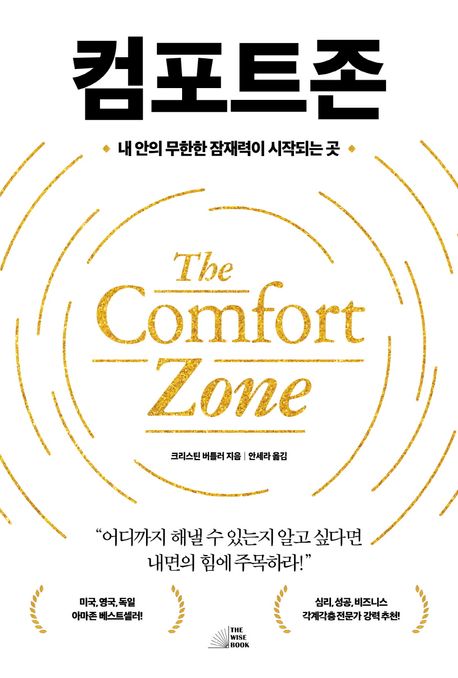 컴포트존
내 안의 무한한 잠재력이 시작되는 곳
The
Comfort
Zone
크리스틴 버틀러 지음 | 안세라 옮김
“어디까지 해낼 수 있는지 알고 싶다면
내면의 힘에 주목하라!”
미국, 영국, 독일
아마존 베스트셀러!
심리, 성공, 비즈니스
각계각층 전문가 강력 추천!
THE
WISE
BOOK